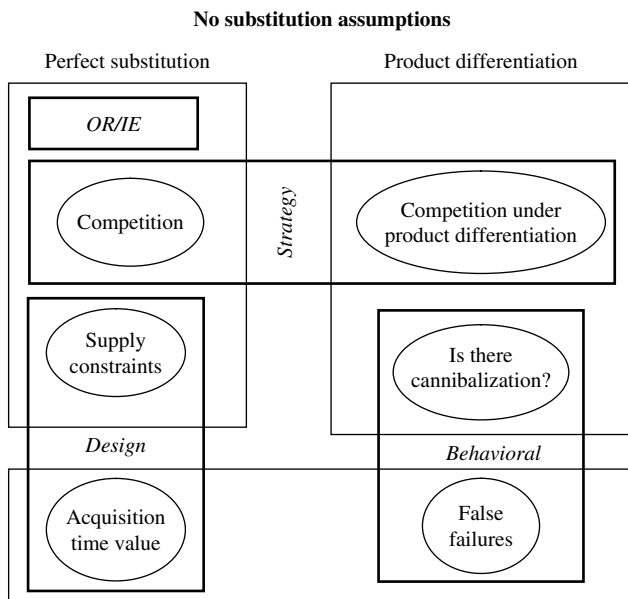 No substitution assumptions
Perfect substitution
Product differentiation
OR/IE
Competition
Strategy
Competition under
product differentiation
Supply
constraints
Is there
cannibalization?
Design
Behavioral
Acquisition
time value
False
failures